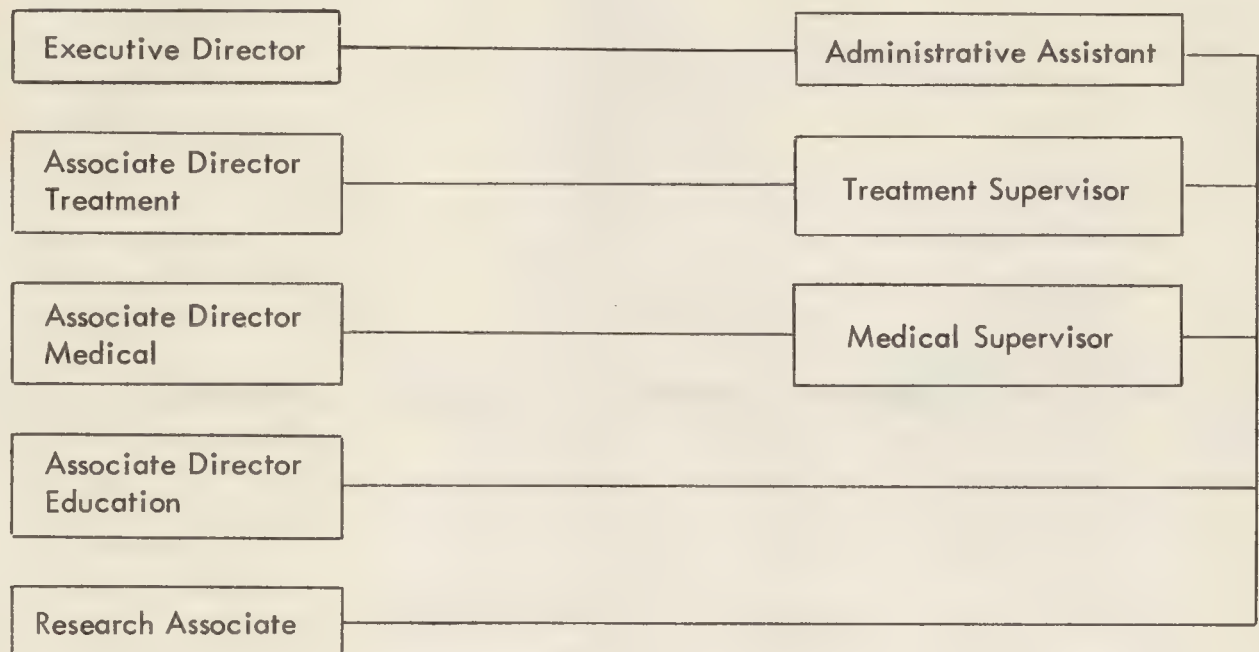 Executive Director
Administrative Assistant
Associate Director
Treatment
Treatment Supervisor
Associate Director
Medical
Medical Supervisor
Associate Director
Education
Research Associate